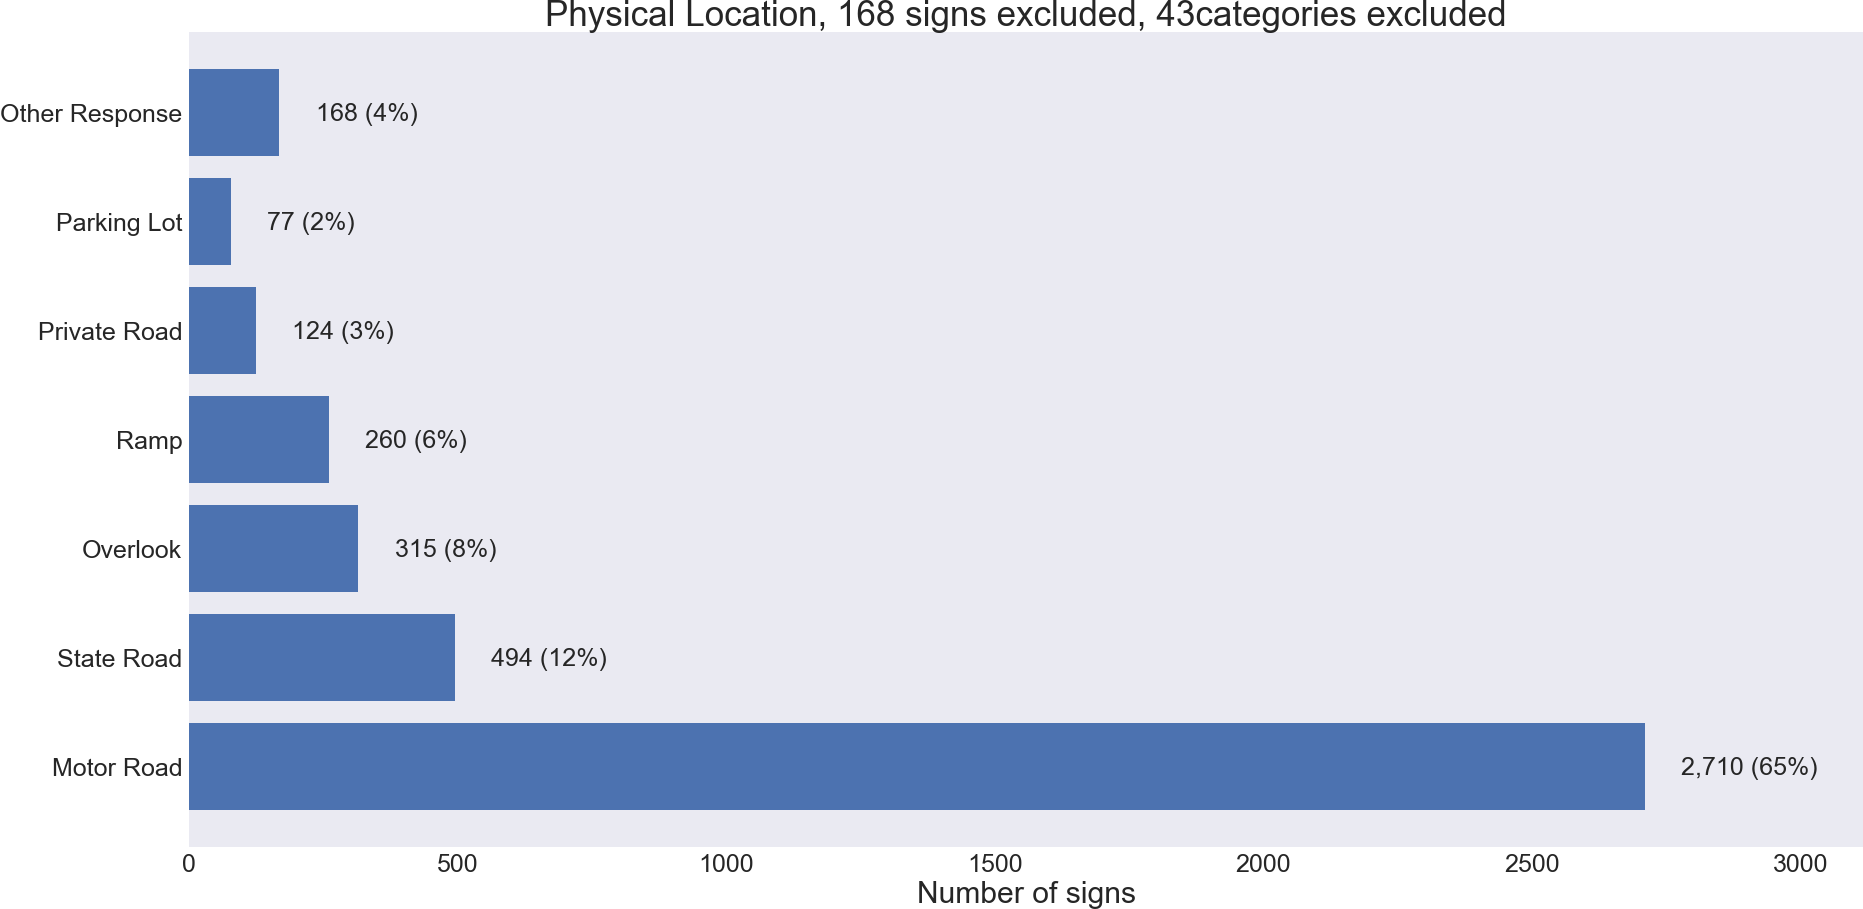 Physical Location, 168 signs excluded, 43categories excluded
Other Response 168 (4%)
Parking Lot 77 (2%)
Private Road 124 (3%)
Ramp 260 (6%)
Overlook 315 (8%)
State Road 494 (12%)
Motor Road 2,710 (65%)
0 500 1000 1500 2000 2500 3000
Number of signs